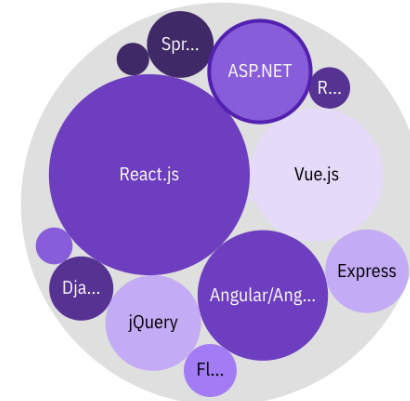 Spr...
ASP.NET
R...
React.js
Vue.js
Express
Dja...
Angular/Ang...
jQuery
Fl...